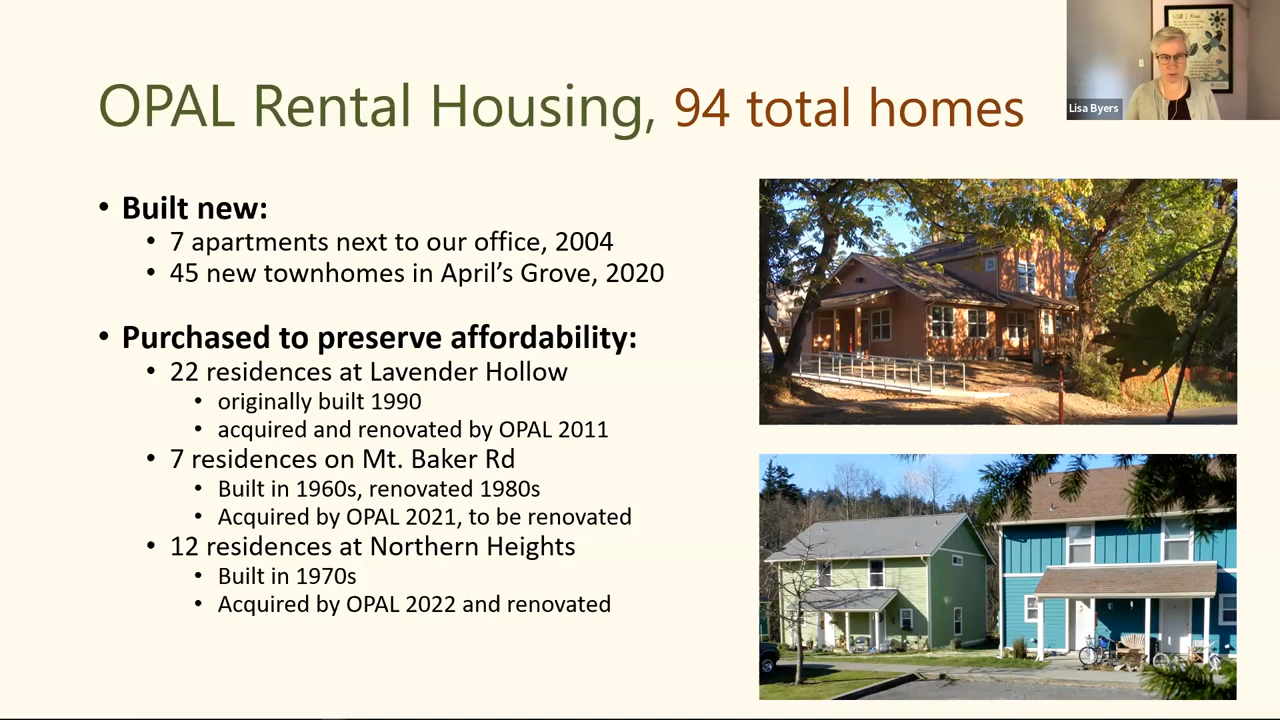 OPAL Rental Housing, 94 total homes
Lisa Byers
Still I Rise
• Built new:
• 7 apartments next to our office, 2004
• 45 new townhomes in April’s Grove, 2020
• Purchased to preserve affordability:
• 22 residences at Lavender Hollow
• originally built 1990
• acquired and renovated by OPAL 2011
• 7 residences on Mt. Baker Rd
• Built in 1960s, renovated 1980s
• Acquired by OPAL 2021, to be renovated
• 12 residences at Northern Heights
• Built in 1970s
• Acquired by OPAL 2022 and renovated